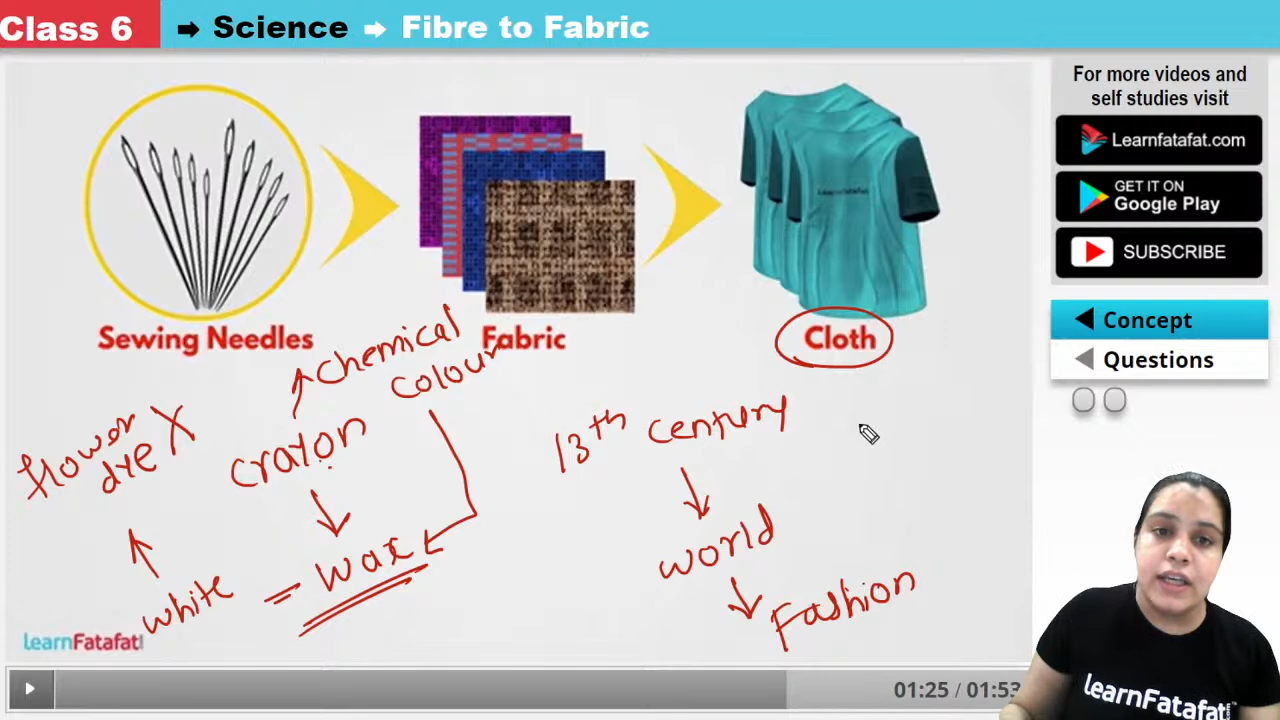 Class 6
➡ Science ➡ Fibre to Fabric
For more videos and
self studies visit
Learnfatafat.com
GET IT ON
Google Play
SUBSCRIBE
Concept
Questions
LearnFatafat
Sewing Needles
Fabric
Cloth
chemical
colour
flower
dye X
crayon
13th century
wax
world
white
Fashion
learnFatafat
01:25 / 01:53
learnFatafat